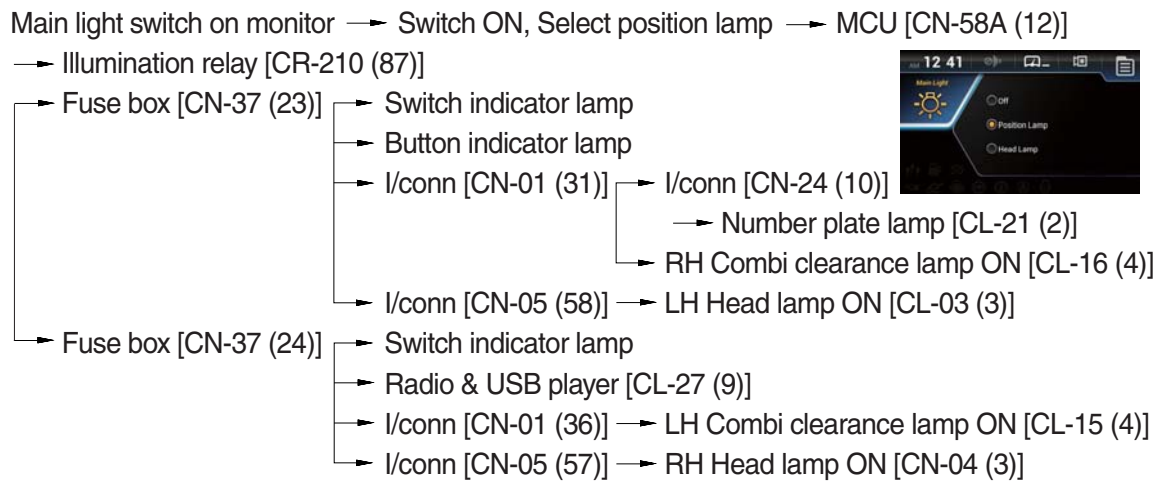 Main light switch on monitor → Switch ON, Select position lamp → MCU [CN-58A (12)]
→ Illumination relay [CR-210 (87)]
12 41
→ Fuse box [CN-37 (23)] → Switch indicator lamp
Main Light
Off
→ Button indicator lamp
Position Lamp
Head Lamp
→ I/conn [CN-01 (31)] → I/conn [CN-24 (10)]
→ Number plate lamp [CL-21 (2)]
→ RH Combi clearance lamp ON [CL-16 (4)]
→ I/conn [CN-05 (58)] → LH Head lamp ON [CL-03 (3)]
→ Fuse box [CN-37 (24)] → Switch indicator lamp
→ Radio & USB player [CL-27 (9)]
→ I/conn [CN-01 (36)] → LH Combi clearance lamp ON [CL-15 (4)]
→ I/conn [CN-05 (57)] → RH Head lamp ON [CN-04 (3)]